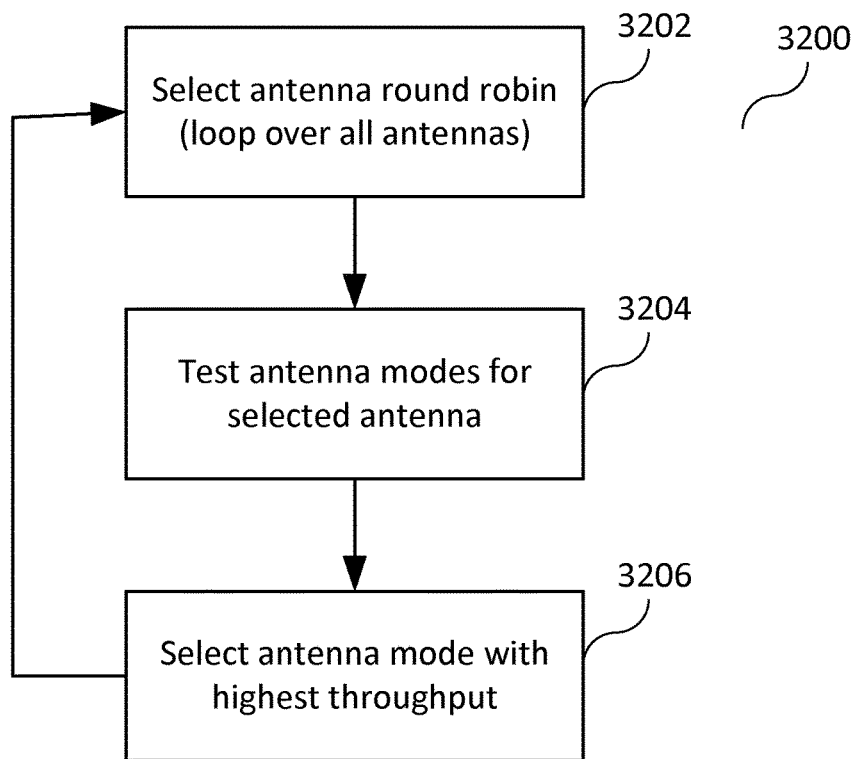 3202
3200
Select antenna round robin
(loop over all antennas)
3204
Test antenna modes for
selected antenna
3206
Select antenna mode with
highest throughput